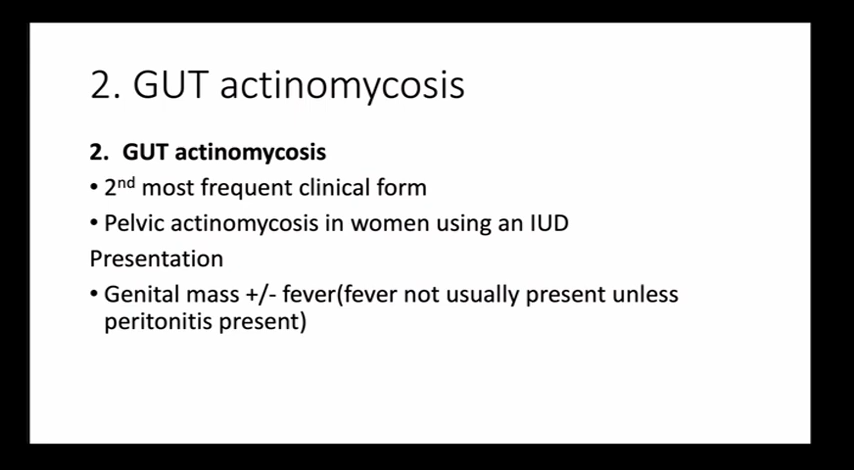 2. GUT actinomycosis
2. GUT actinomycosis
• 2nd most frequent clinical form
• Pelvic actinomycosis in women using an IUD
Presentation
• Genital mass +/- fever(fever not usually present unless
peritonitis present)